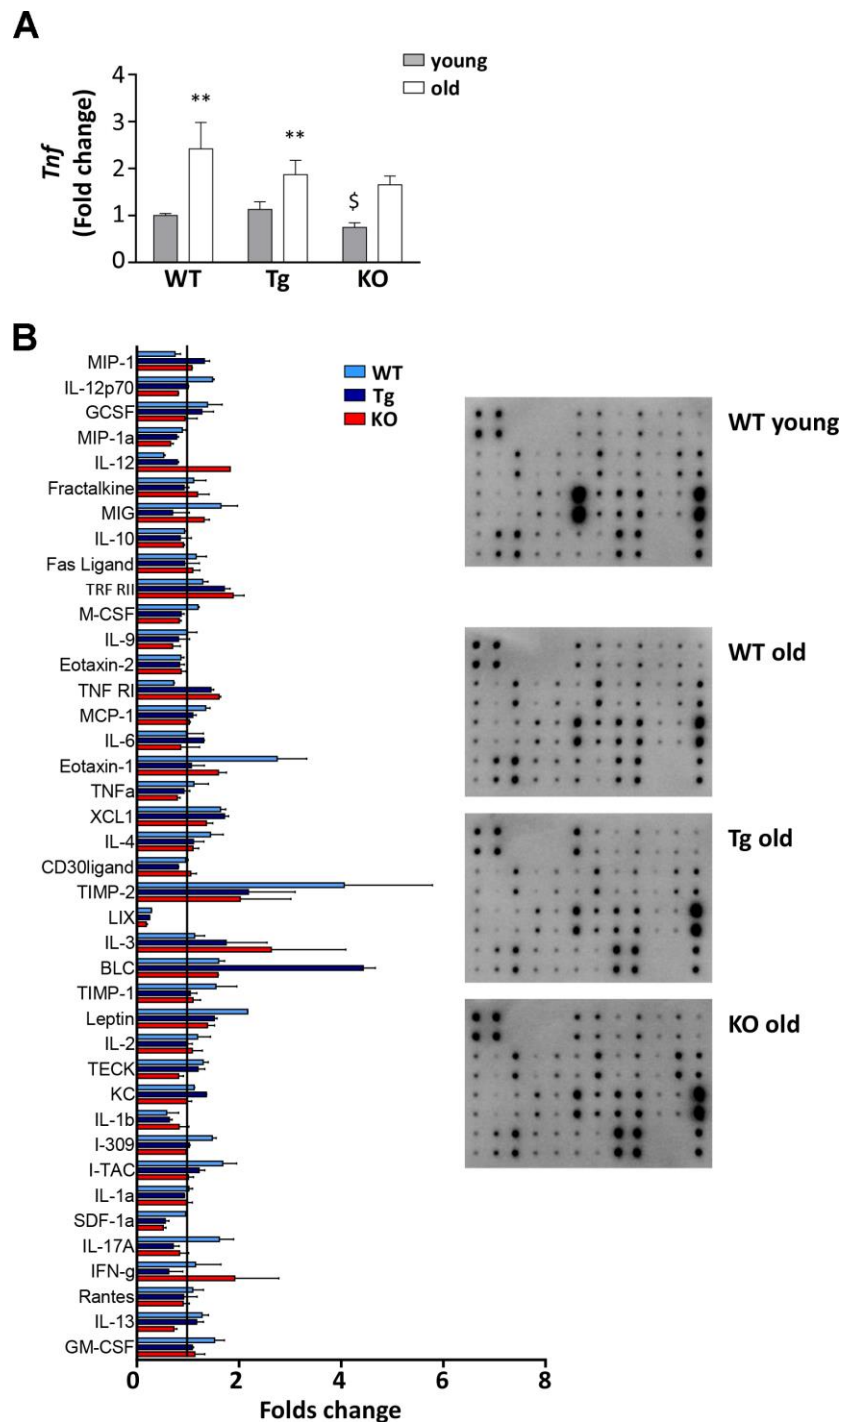 A
young
old
4
3
2
1
0
Tnf
(Fold change)
**
**
$
WT
Tg
KO
B
WT
Tg
KO
MIP-1
IL-12p70
GCSF
MIP-1a
IL-12
Fractalkine
MIG
IL-10
Fas Ligand
TRF RII
M-CSF
IL-9
Eotaxin-2
TNF RI
MCP-1
IL-6
Eotaxin-1
TNFa
XCL1
IL-4
CD30ligand
TIMP-2
LIX
IL-3
BLC
TIMP-1
Leptin
IL-2
TECK
KC
IL-1b
I-309
I-TAC
IL-1a
SDF-1a
IL-17A
IFN-g
Rantes
IL-13
GM-CSF
0 2 4 6 8
Folds change
WT young
WT old
Tg old
KO old